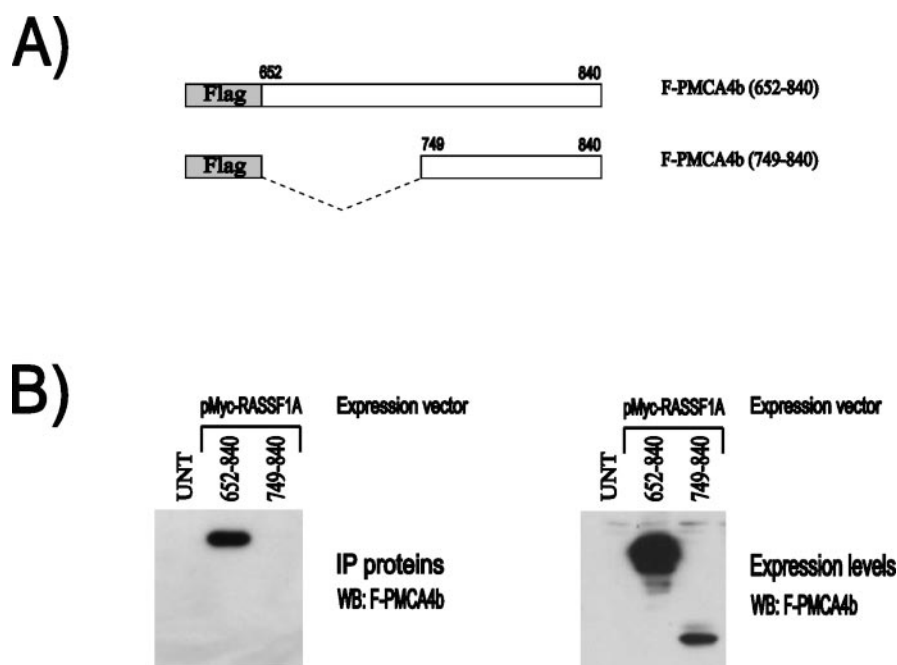 A)
652 840
Flag F-PMCA4b (652-840)
749 840
Flag F-PMCA4b (749-840)
B)
pMyc-RASSF1A Expression vector
UNT 652-840 749-840
IP proteins
WB: F-PMCA4b
pMyc-RASSF1A Expression vector
UNT 652-840 749-840
Expression levels
WB: F-PMCA4b